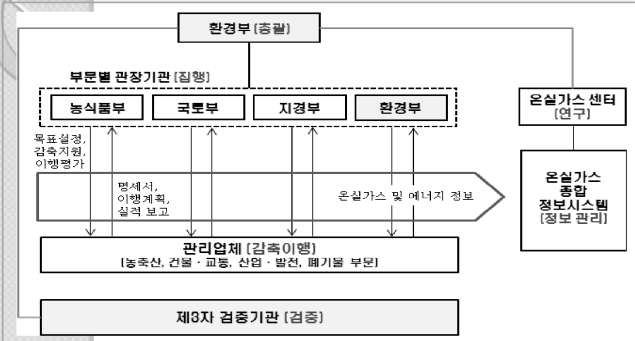 환경부 (총괄)
부문별 관장기관 (집행)
농식품부
국토부
지경부
환경부
온실가스 센터
(연구)
목표설정,
감축지원,
이행평가
명세서,
이행계획,
실적 보고
온실가스 및 에너지 정보
온실가스
종합
정보시스템
(정보 관리)
관리업체 (감축이행)
(농축산, 건물 · 교통, 산업 · 발전, 폐기물 부문)
제3자 검증기관 (검증)